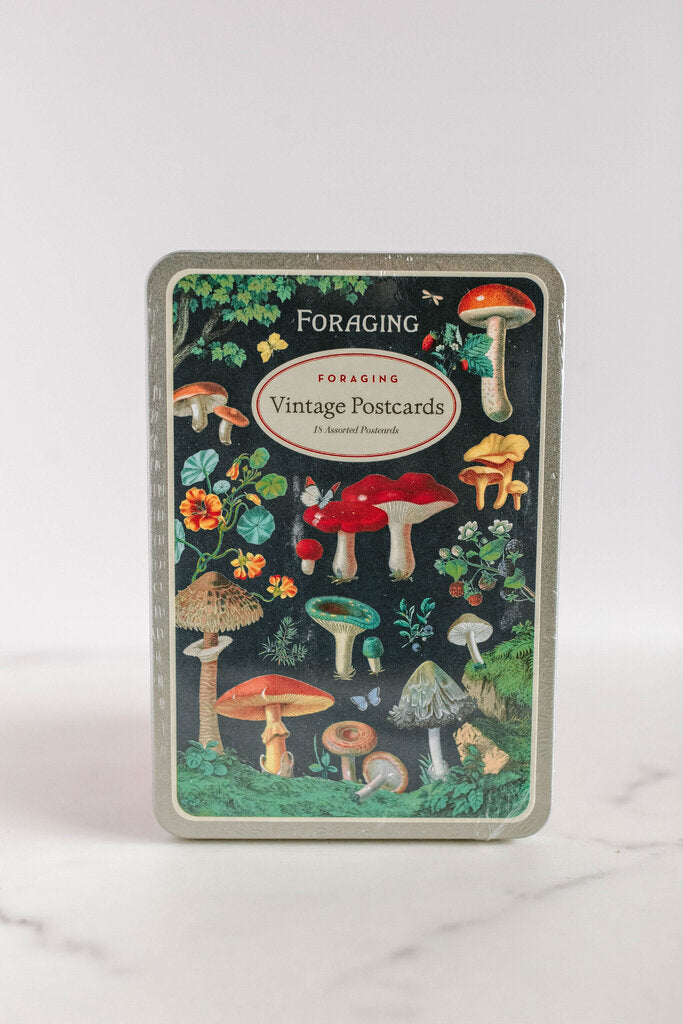 FORAGING
FORAGING
Vintage Postcards
18 Assorted Postcards